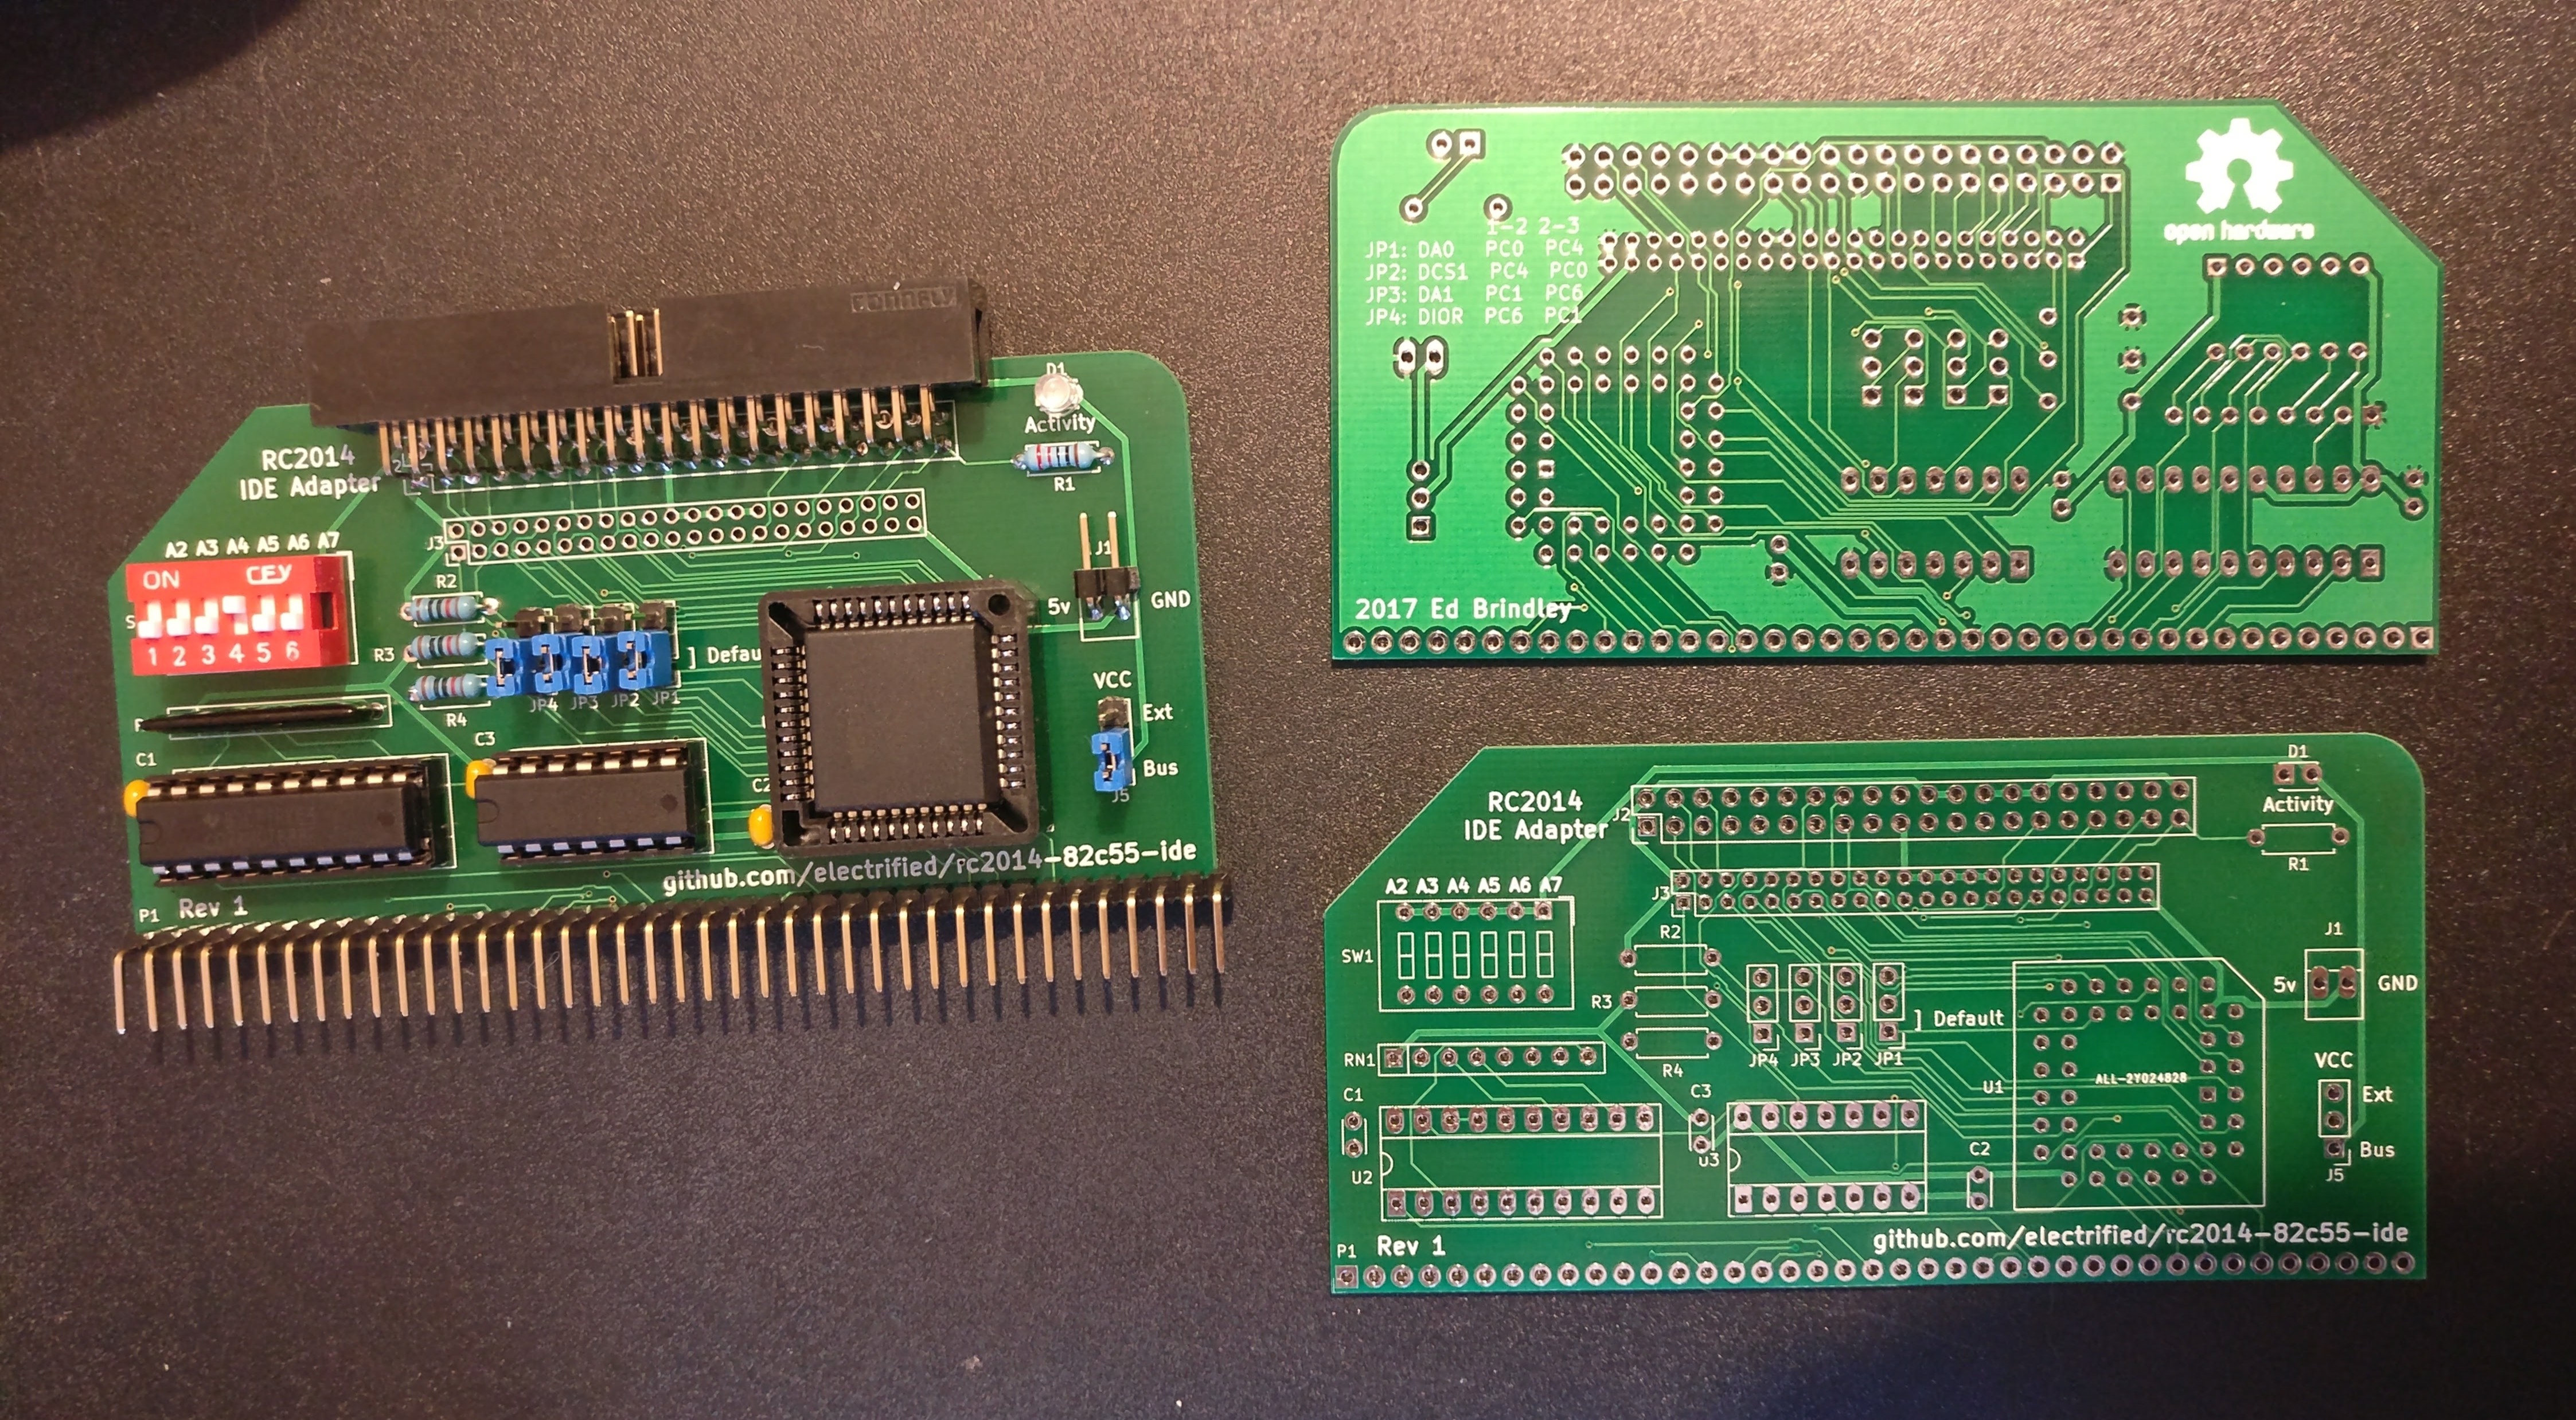 CONNFLY
D1
Activity
R1
RC2014
IDE Adapter
2
A2 A3 A4 A5 A6 A7
ON
1 2 3 4 5 6
J3
R2
R3
R4
] Defau
JP4 JP3 JP2 JP1
J1
5v
GND
VCC
Ext
Bus
J5
C1
C3
C2
github.com/electrified/rc2014-82c55-ide
P1
Rev 1
open hardware
1-2 2-3
JP1: DA0 PC0 PC4
JP2: DCS1 PC4 PC0
JP3: DA1 PC1 PC6
JP4: DIOR PC6 PC1
2017 Ed Brindley
D1
Activity
R1
RC2014
IDE Adapter
J2
A2 A3 A4 A5 A6 A7
J3
SW1
R2
R3
R4
RN1
] Default
JP4 JP3 JP2 JP1
J1
5v
GND
VCC
Ext
Bus
J5
U1
ALL-2Y024828
C1
C3
U2
U3
C2
github.com/electrified/rc2014-82c55-ide
P1
Rev 1